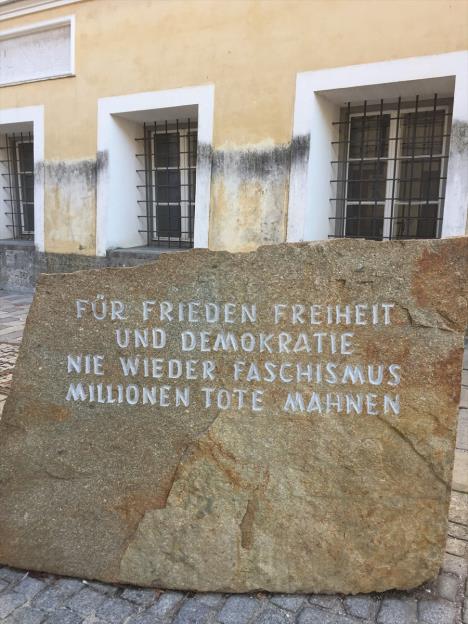 FÜR FRIEDEN FREIHEIT
UND DEMOKRATIE
NIE WIEDER FASCHISMUS
MILLIONEN TOTE MAHNEN